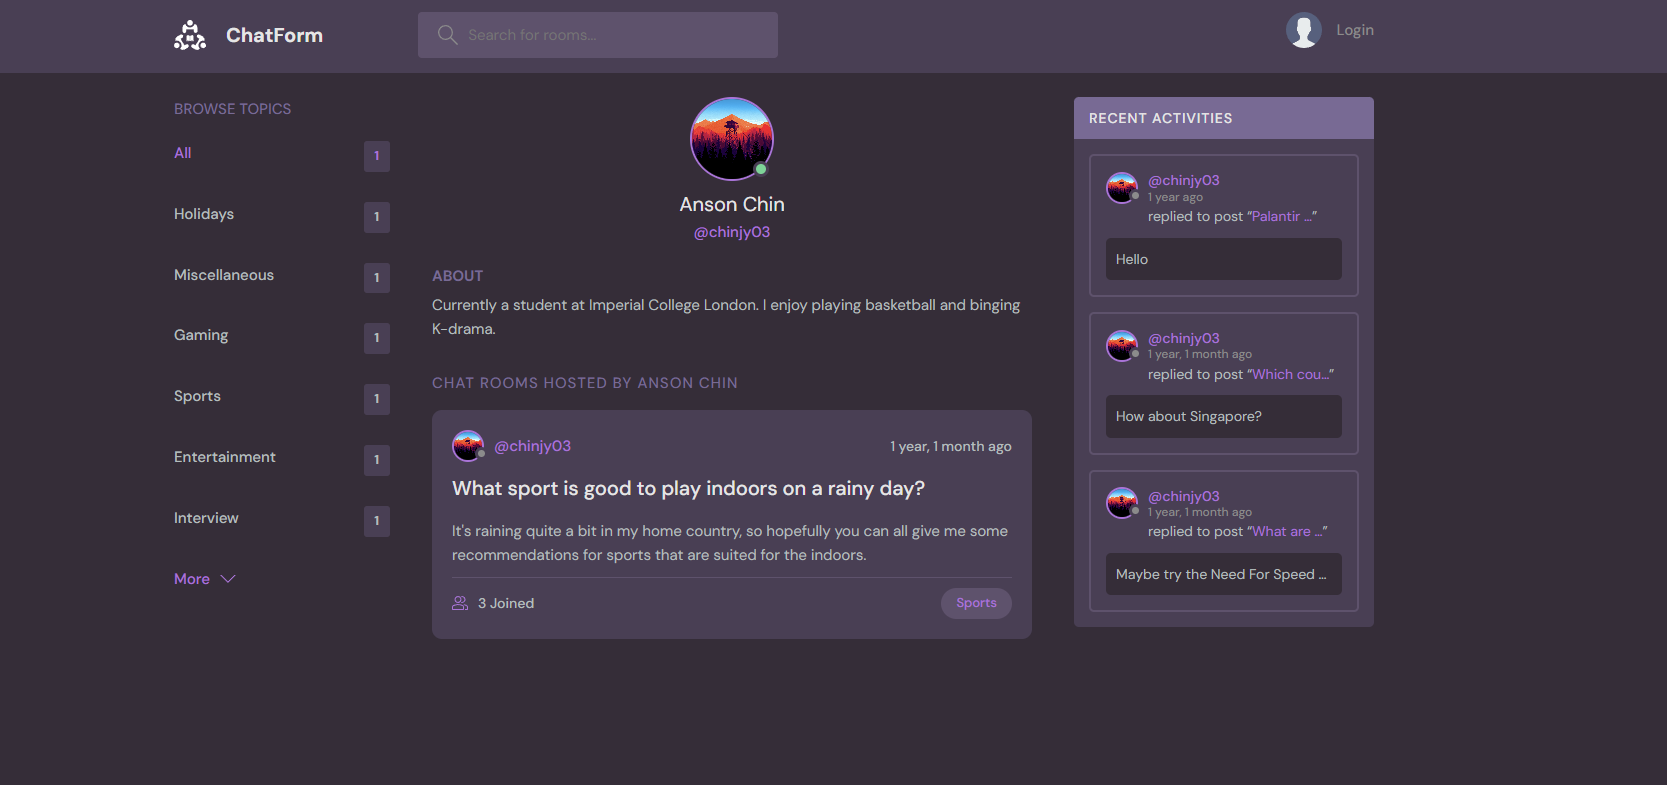 ChatForm
Search for rooms...
Login
BROWSE TOPICS
All 1
Holidays 1
Miscellaneous 1
Gaming 1
Sports 1
Entertainment 1
Interview 1
More
Anson Chin
@chinjy03
ABOUT
Currently a student at Imperial College London. I enjoy playing basketball and binging
K-drama.
CHAT ROOMS HOSTED BY ANSON CHIN
@chinjy03 1 year, 1 month ago
What sport is good to play indoors on a rainy day?
It's raining quite a bit in my home country, so hopefully you can all give me some
recommendations for sports that are suited for the indoors.
3 Joined Sports
RECENT ACTIVITIES
@chinjy03
1 year ago
replied to post “Palantir …”
Hello
@chinjy03
1 year, 1 month ago
replied to post “Which cou…”
How about Singapore?
@chinjy03
1 year, 1 month ago
replied to post “What are …”
Maybe try the Need For Speed …